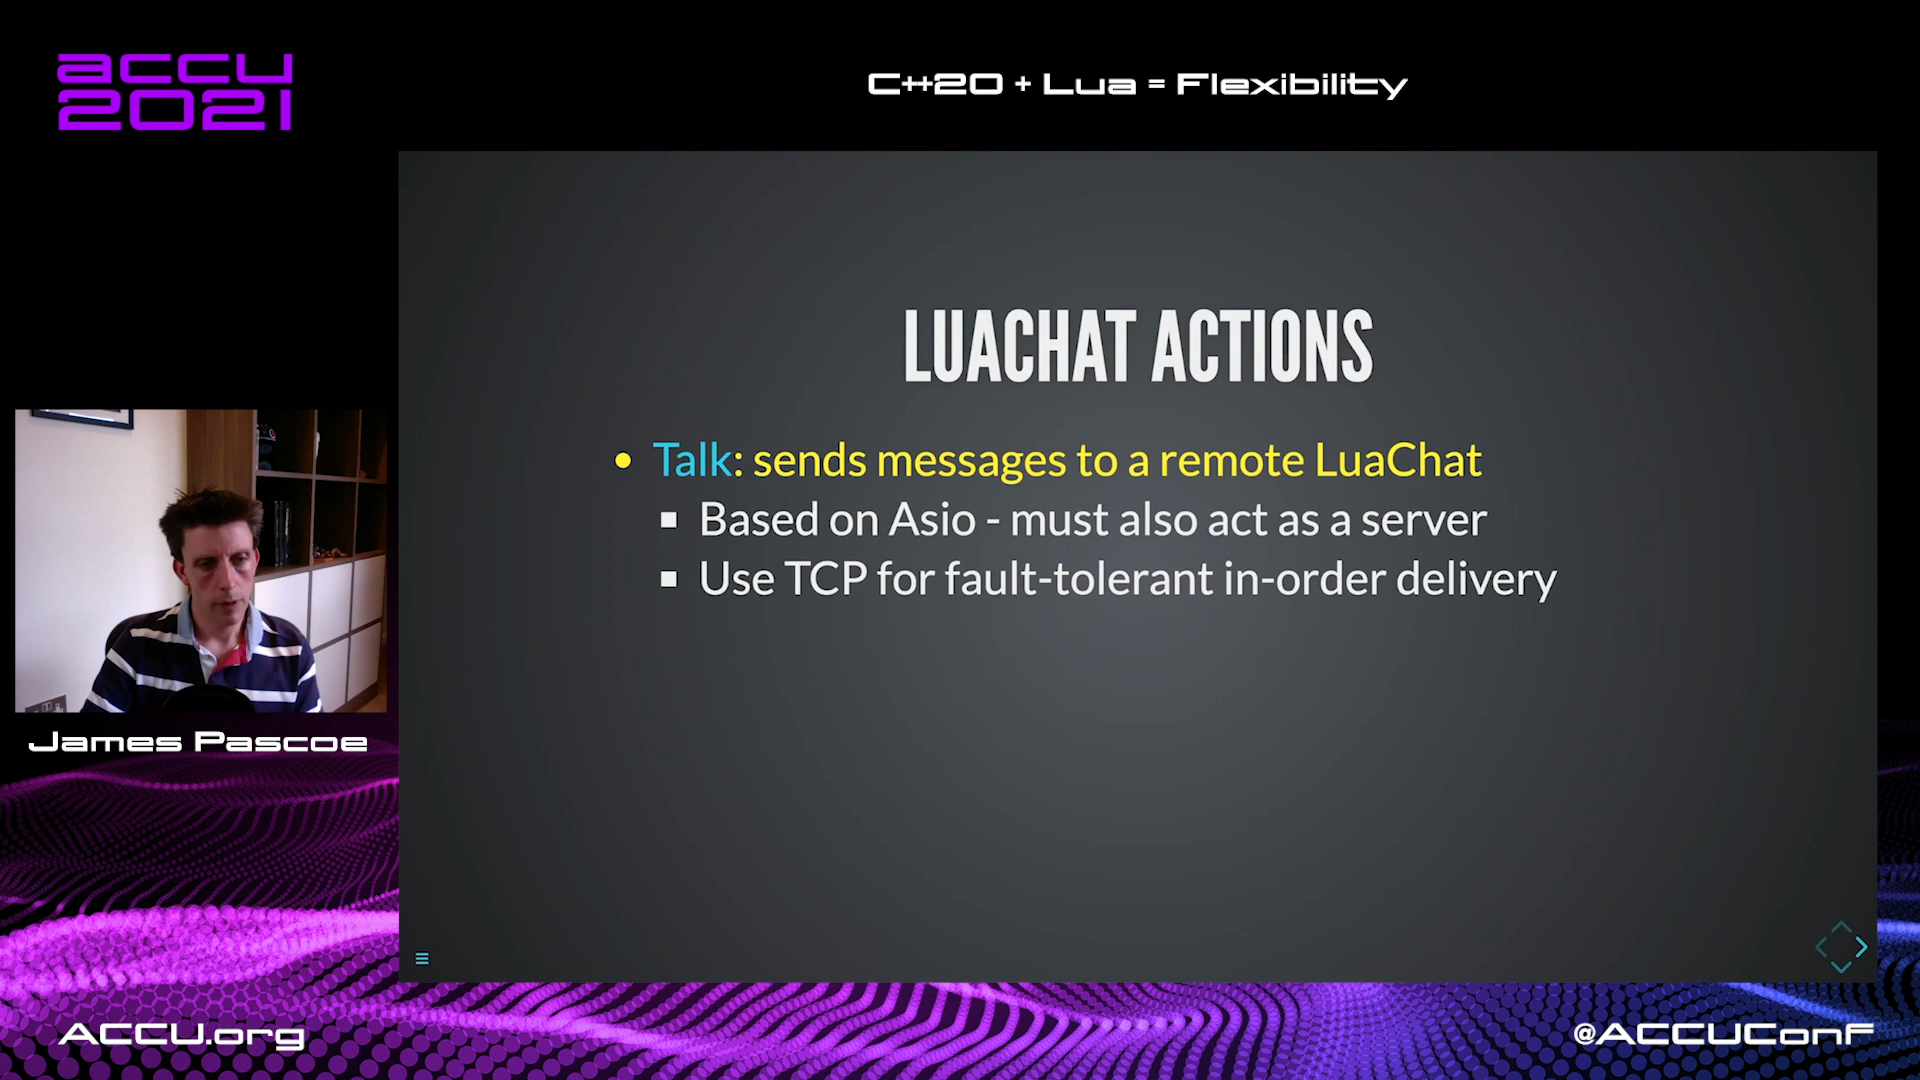 accu
2021
C++20 + Lua = Flexibility
LUACHAT ACTIONS
Talk: sends messages to a remote LuaChat
Based on Asio - must also act as a server
Use TCP for fault-tolerant in-order delivery
James Pascoe
ACCU.org
@ACCUConf